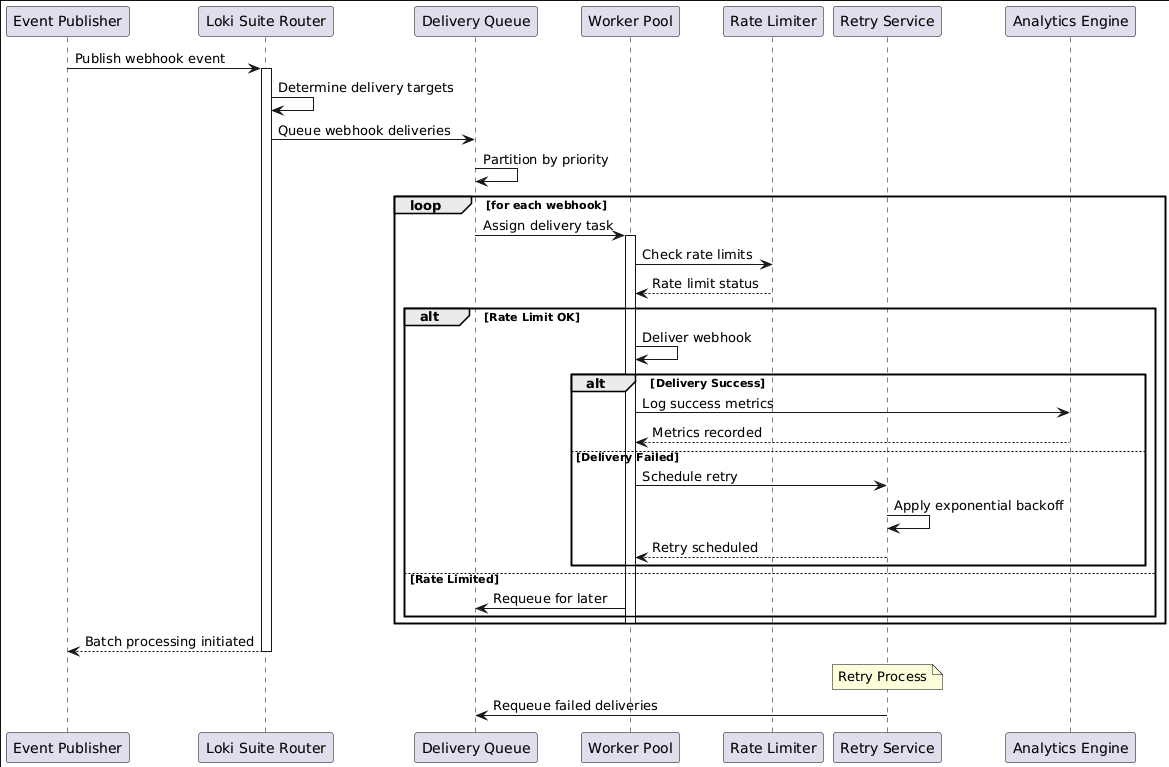 Event Publisher
Loki Suite Router
Delivery Queue
Worker Pool
Rate Limiter
Retry Service
Analytics Engine
Publish webhook event
Determine delivery targets
Queue webhook deliveries
Partition by priority
loop
[for each webhook]
Assign delivery task
Check rate limits
Rate limit status
alt
[Rate Limit OK]
Deliver webhook
alt
[Delivery Success]
Log success metrics
Metrics recorded
[Delivery Failed]
Schedule retry
Apply exponential backoff
Retry scheduled
[Rate Limited]
Requeue for later
Batch processing initiated
Retry Process
Requeue failed deliveries
Event Publisher
Loki Suite Router
Delivery Queue
Worker Pool
Rate Limiter
Retry Service
Analytics Engine